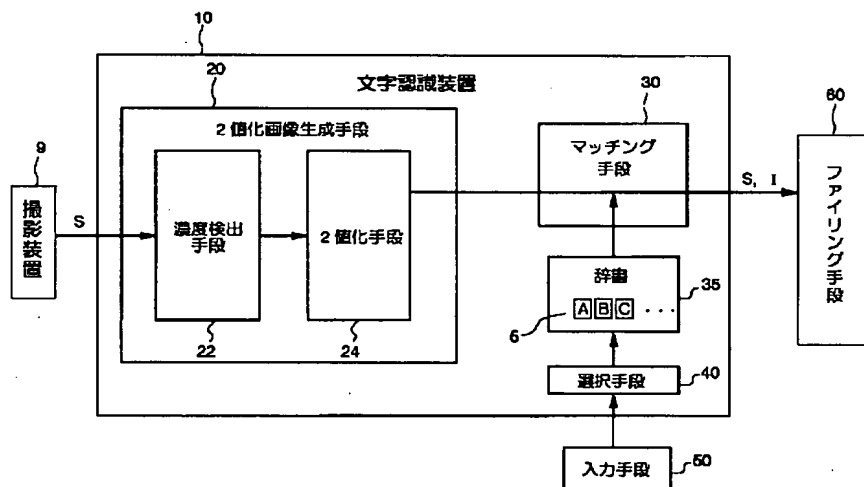 10
文字認識装置
20
2値化画像生成手段
30
マッチング
手段
60
ファイリング手段
9
撮影装置
S
濃度検出
手段
2値化手段
S, I
22
24
辞書
A B C ...
6
35
選択手段
40
入力手段
50